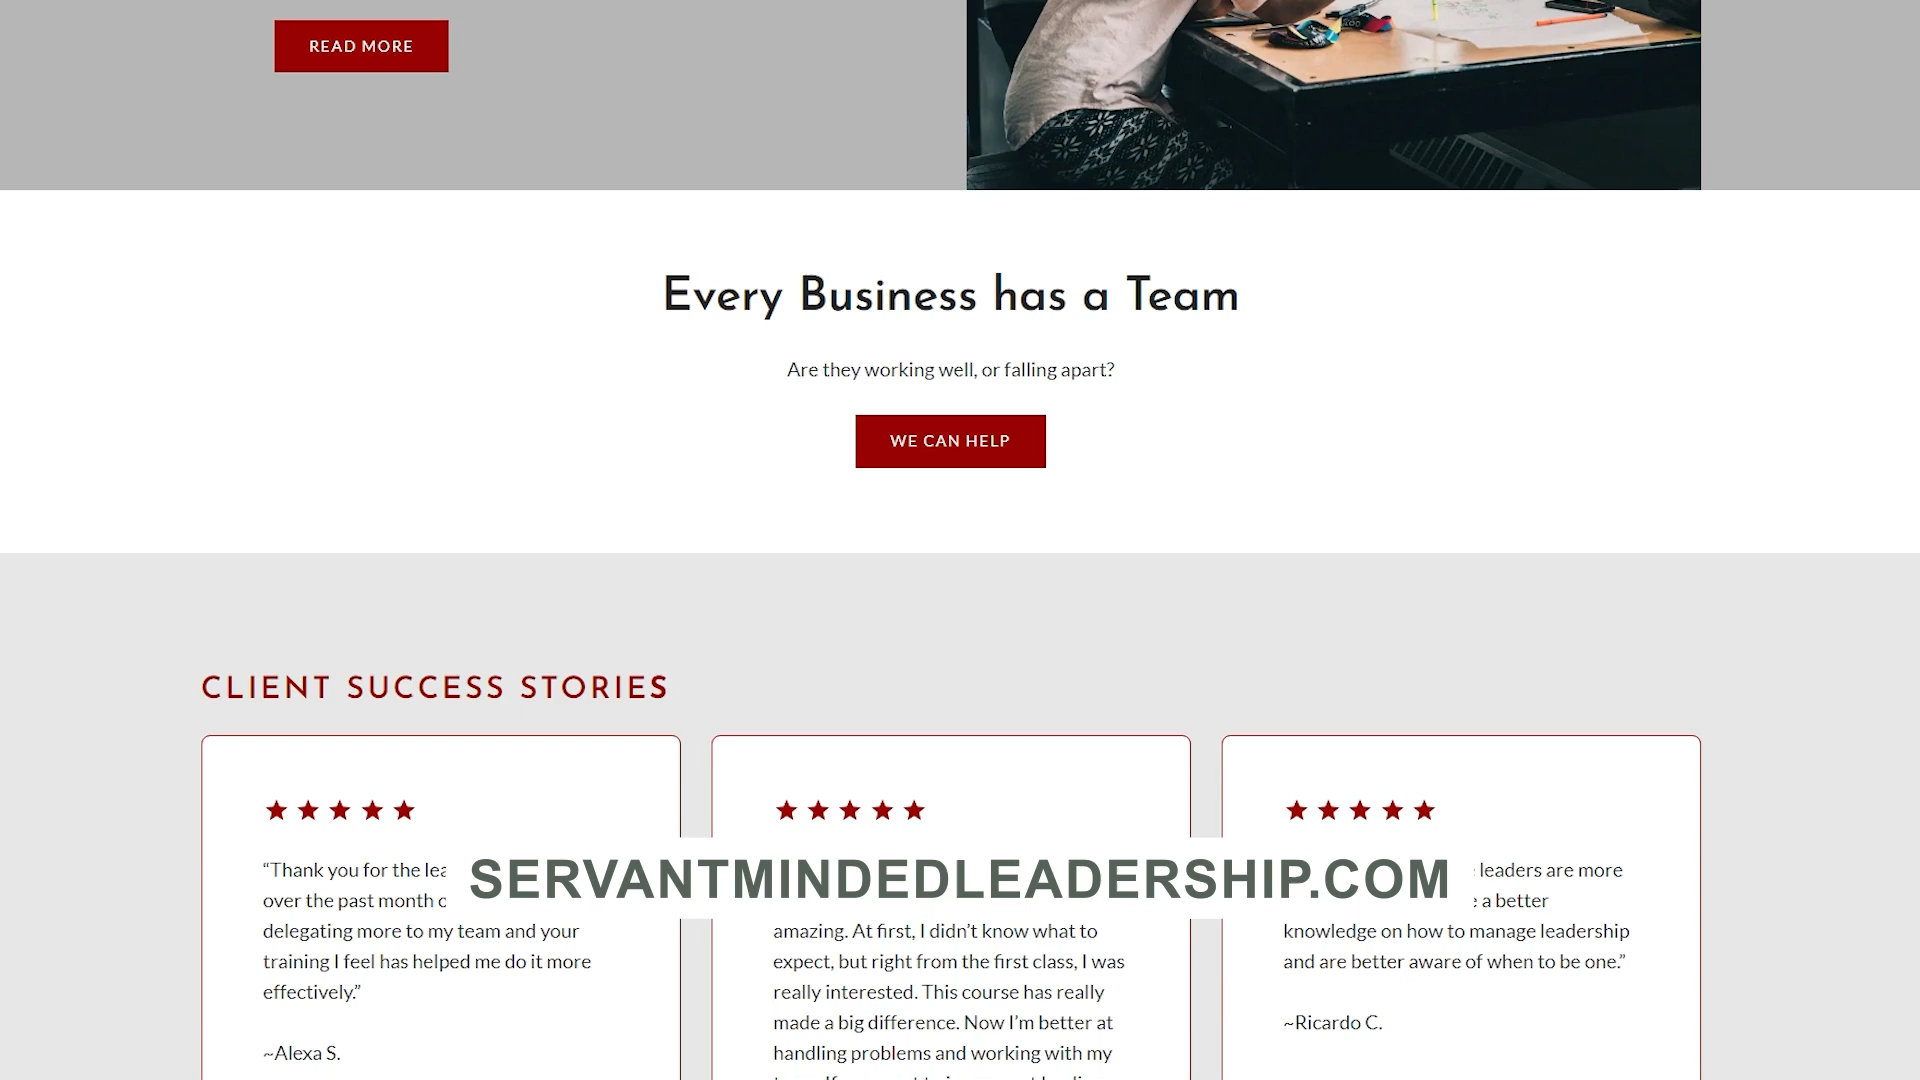 READ MORE
Every Business has a Team
Are they working well, or falling apart?
WE CAN HELP
CLIENT SUCCESS STORIES
“Thank you for the
over the past month
delegating more to my team and your
training I feel has helped me do it more
effectively.”
~Alexa S.
amazing. At first, I didn’t know what to
expect, but right from the first class, I was
really interested. This course has really
made a big difference. Now I’m better at
handling problems and working with my
leaders are more
a better
knowledge on how to manage leadership
and are better aware of when to be one.”
~Ricardo C.
SERVANTMINDEDLEADERSHIP.COM